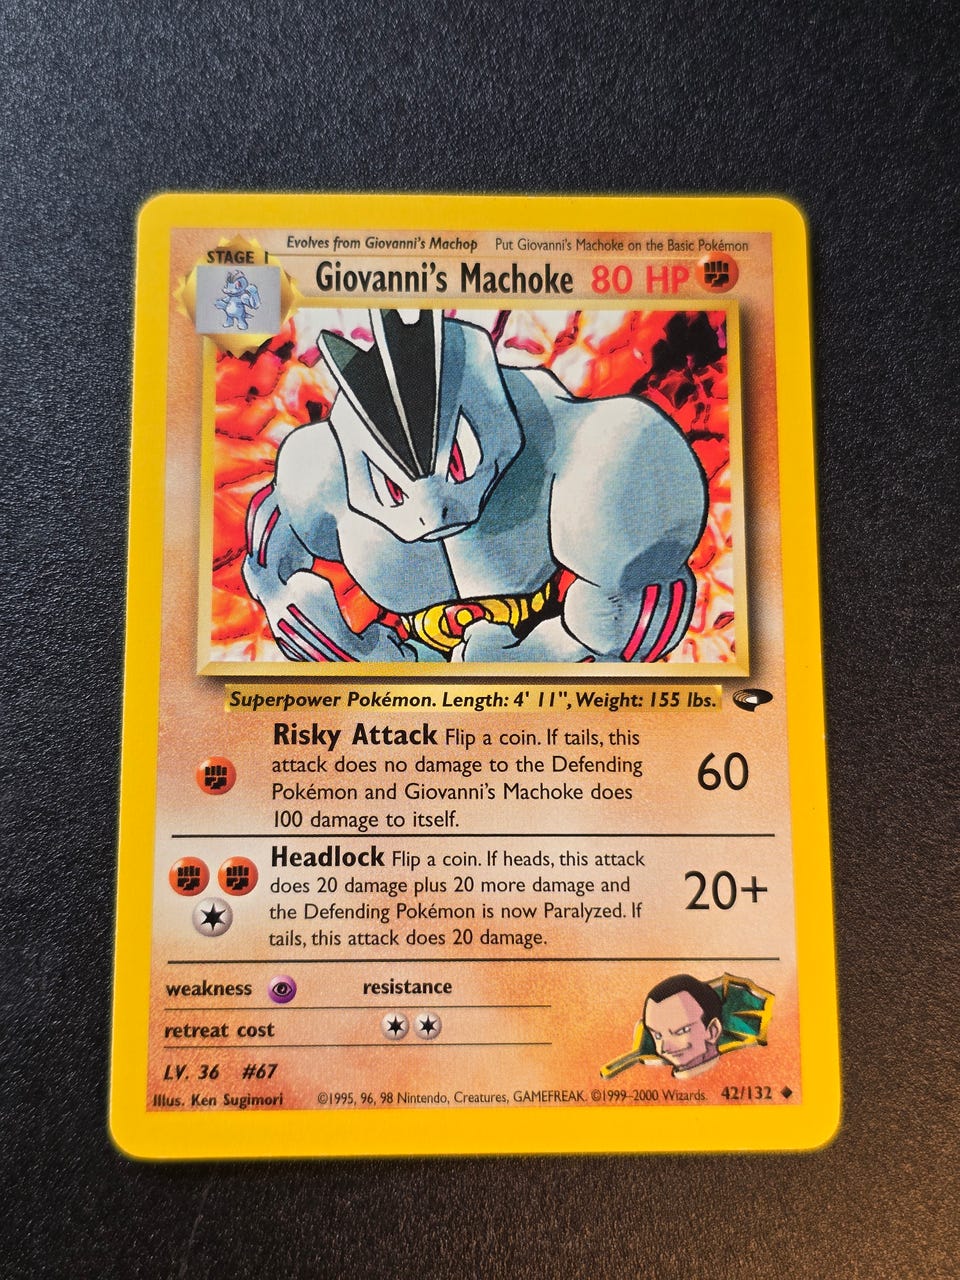 Evolves from Giovanni's Machop Put Giovanni's Machoke on the Basic Pokémon
STAGE 1
Giovanni's Machoke 80 HP
Superpower Pokémon. Length: 4' 11", Weight: 155 lbs.
Risky Attack Flip a coin. If tails, this
attack does no damage to the Defending
Pokémon and Giovanni's Machoke does
100 damage to itself.
60
Headlock Flip a coin. If heads, this attack
does 20 damage plus 20 more damage and
the Defending Pokémon is now Paralyzed. If
tails, this attack does 20 damage.
20+
weakness resistance
retreat cost
LV. 36 #67
Illus. Ken Sugimori ©1995, 96, 98 Nintendo, Creatures, GAMEFREAK. ©1999-2000 Wizards. 42/132